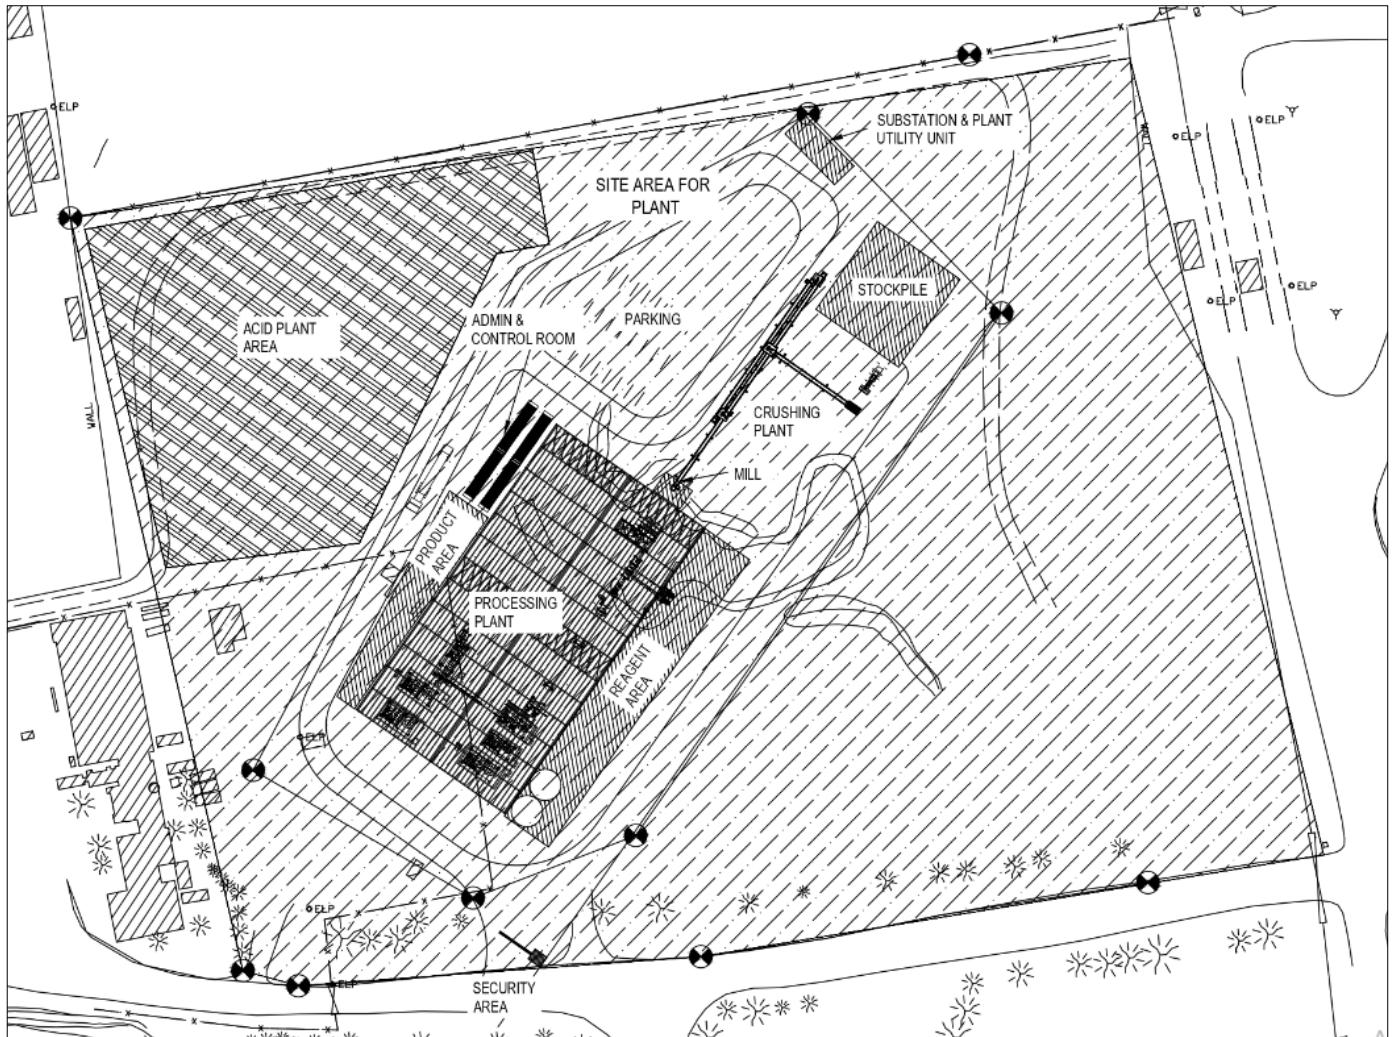 ELP
SUBSTATION & PLANT
UTILITY UNIT
ELP
ELP
WALL
SITE AREA FOR
PLANT
STOCKPILE
ELP
ELP
ACID PLANT
AREA
ADMIN &
CONTROL ROOM
PARKING
WALL
CRUSHING
PLANT
MILL
PRODUCT
AREA
PROCESSING
PLANT
REAGENT
AREA
ELP
ELP
ELP
SECURITY
AREA